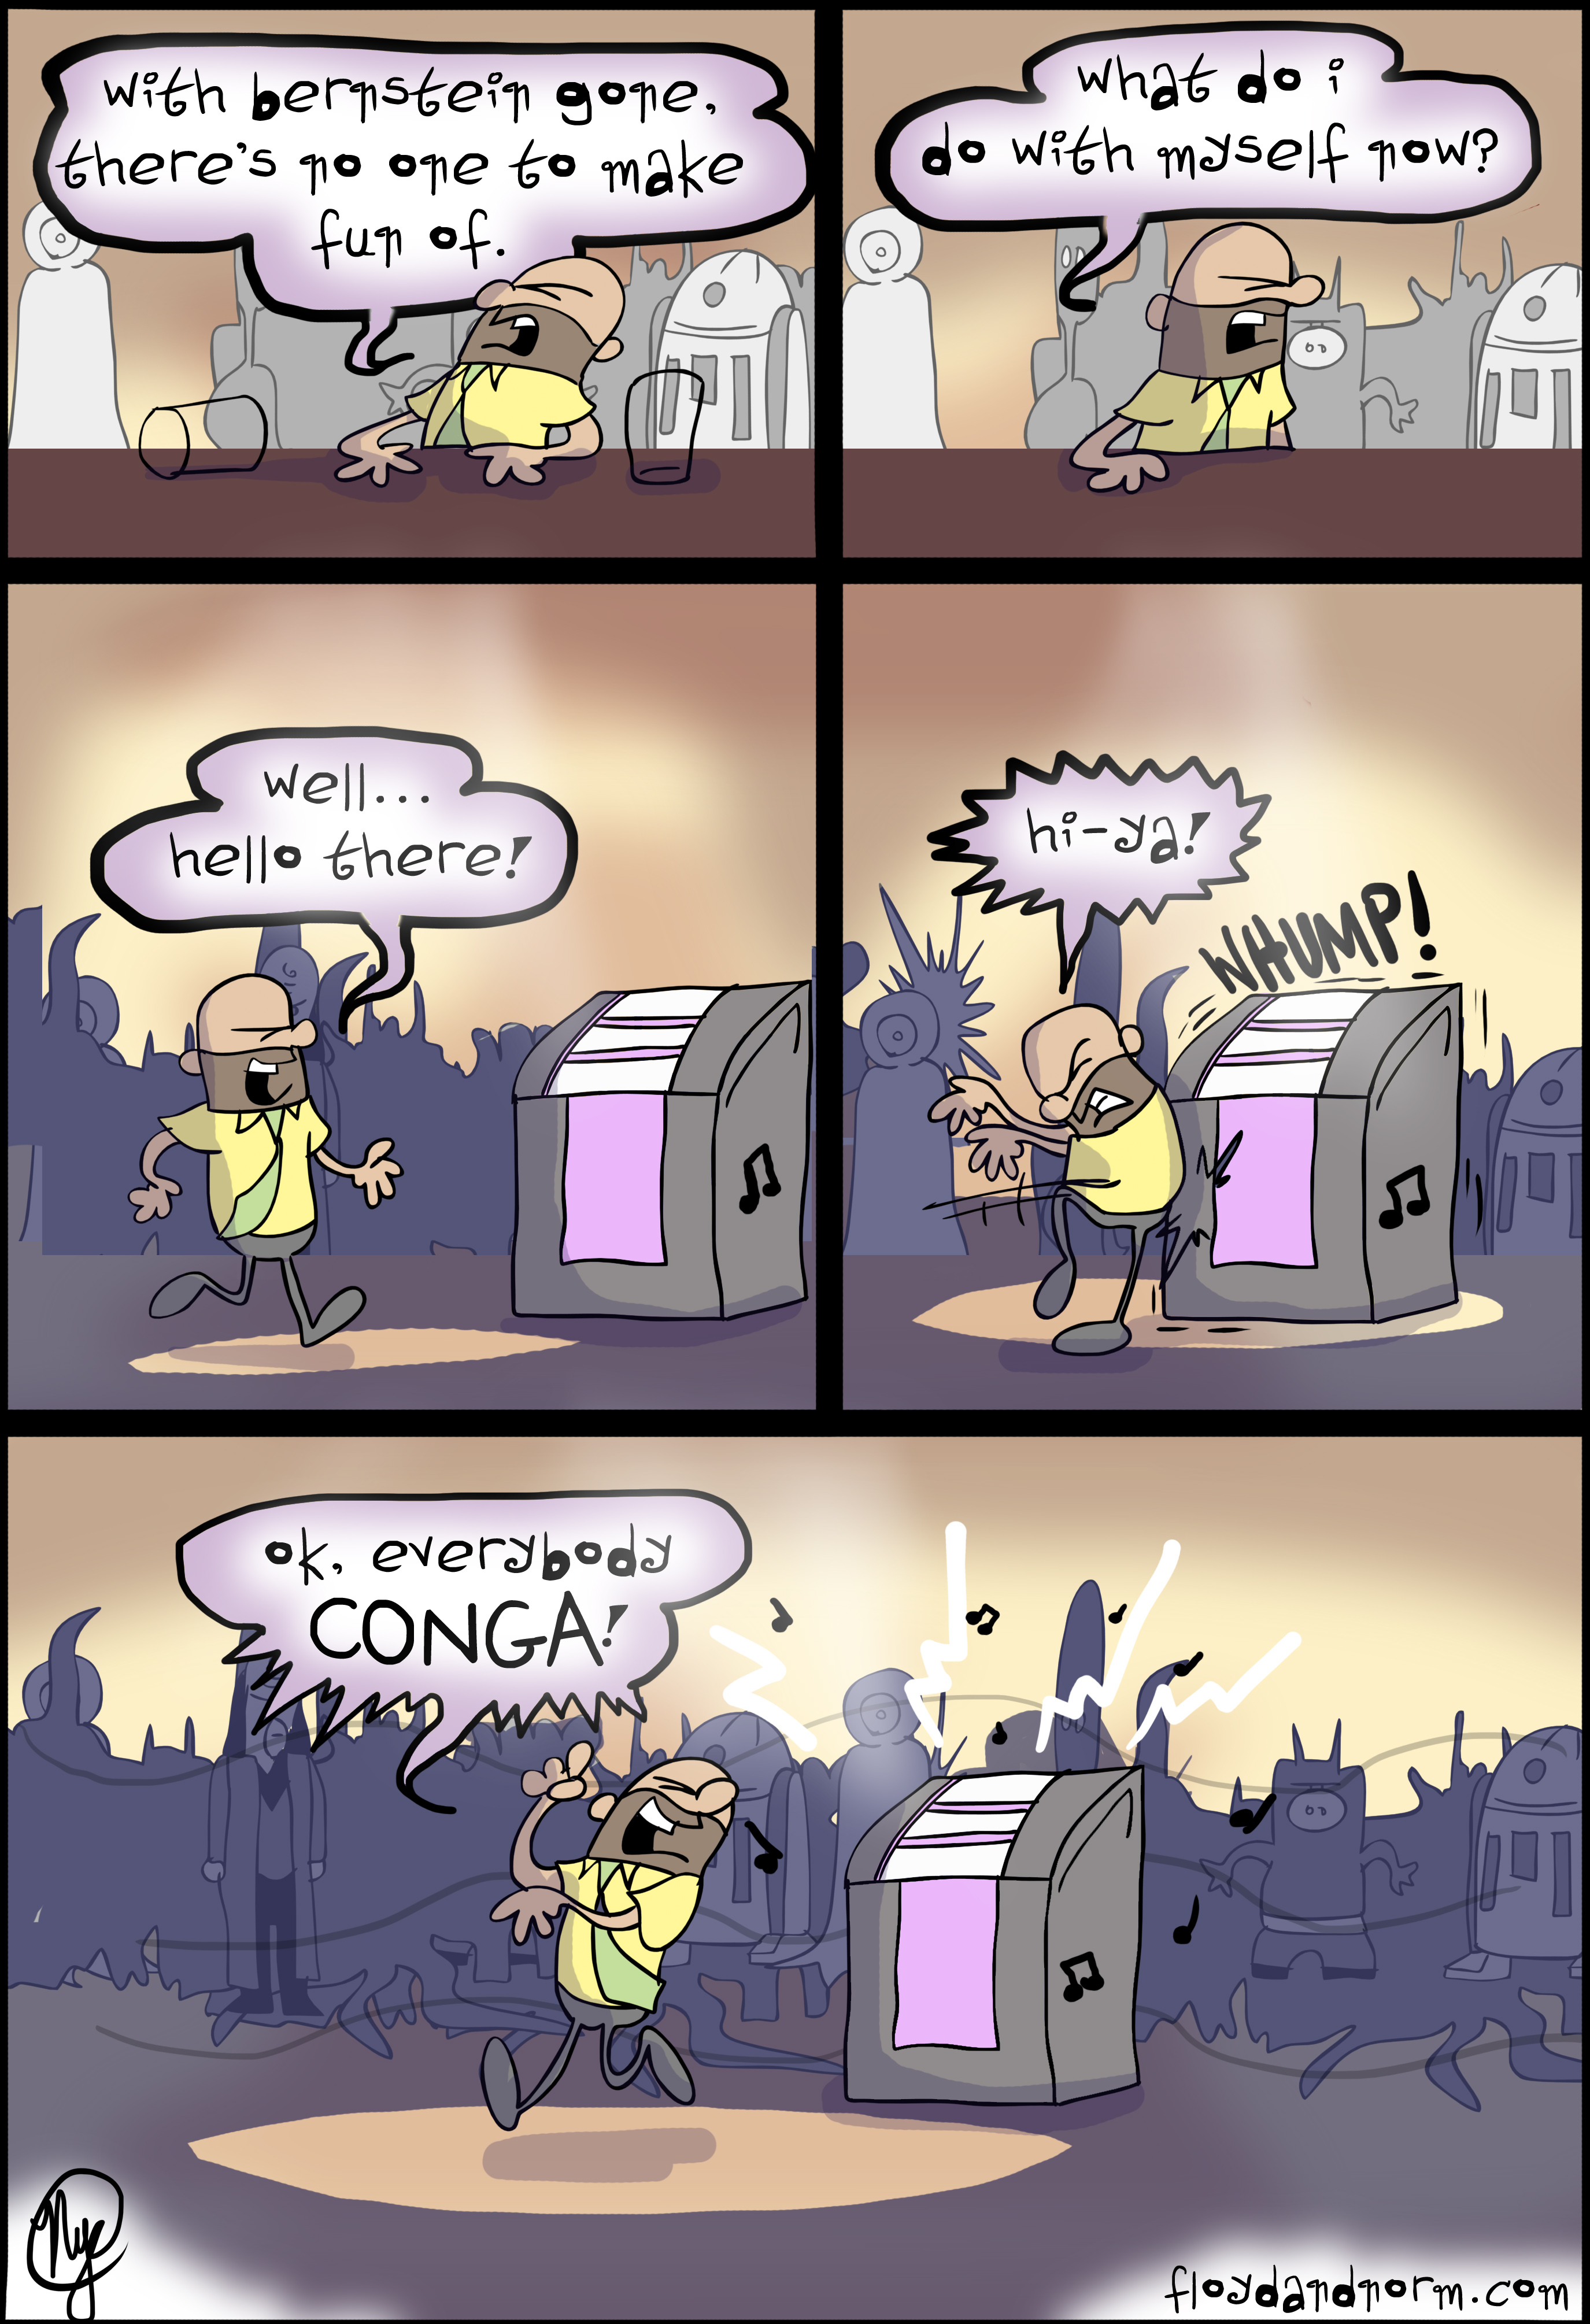 with bernstein gone,
there's no one to make
fun of.
what do i
do with myself now?
well...
hello there!
hi-ya!
WHUMP!
ok, everybody
CONGA!
Nye
floydandnorm.com